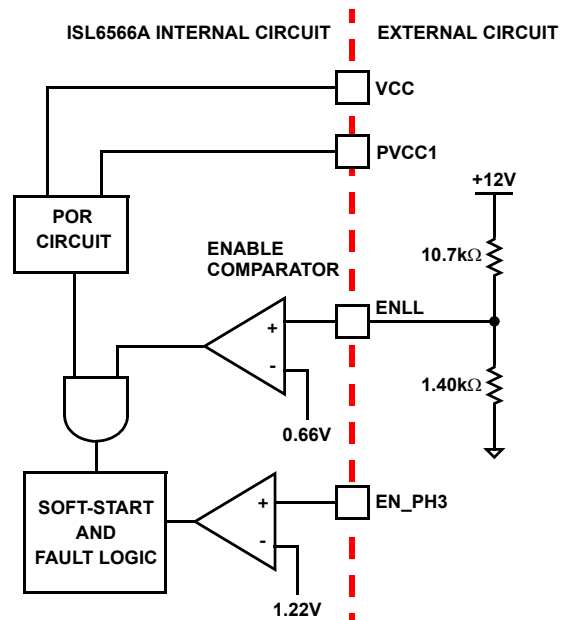 ISL6566A INTERNAL CIRCUIT
EXTERNAL CIRCUIT
VCC
PVCC1
+12V
POR
CIRCUIT
10.7kΩ
ENABLE
COMPARATOR
ENLL
+
-
1.40kΩ
0.66V
SOFT-START
AND
FAULT LOGIC
+
-
EN_PH3
1.22V